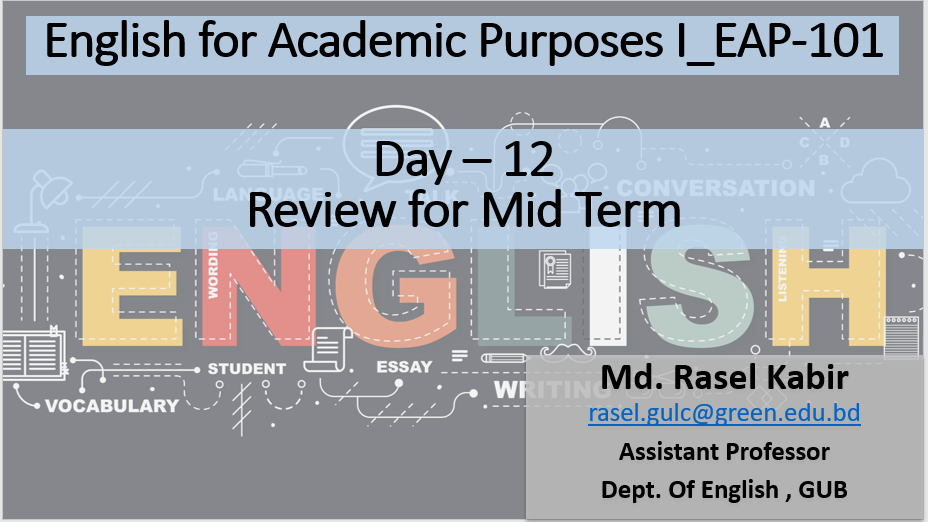 English for Academic Purposes I_EAP-101
Day – 12
Review for Mid Term
A
C D
B
LANGUAGE
CONVERSATION
ENGLISH
WORDING
LISTENING
STUDENT
ESSAY
WRITING
VOCABULARY
Md. Rasel Kabir
rasel.gulc@green.edu.bd
Assistant Professor
Dept. Of English , GUB